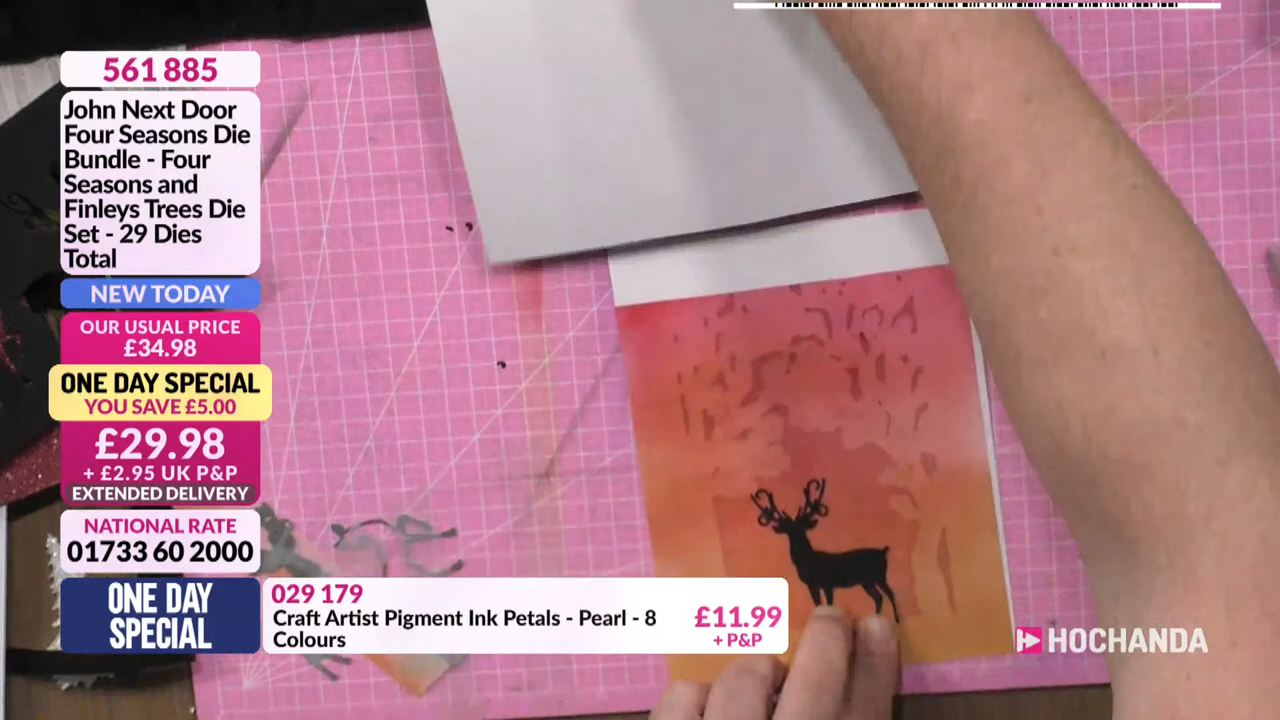 561 885
John Next Door
Four Seasons Die
Bundle - Four
Seasons and
Finleys Trees Die
Set - 29 Dies
Total
NEW TODAY
OUR USUAL PRICE
£34.98
ONE DAY SPECIAL
YOU SAVE £5.00
£29.98
+ £2.95 UK P&P
EXTENDED DELIVERY
NATIONAL RATE
01733 60 2000
ONE DAY
SPECIAL
029 179
Craft Artist Pigment Ink Petals - Pearl - 8
Colours
£11.99
+ P&P
HOCHANDA